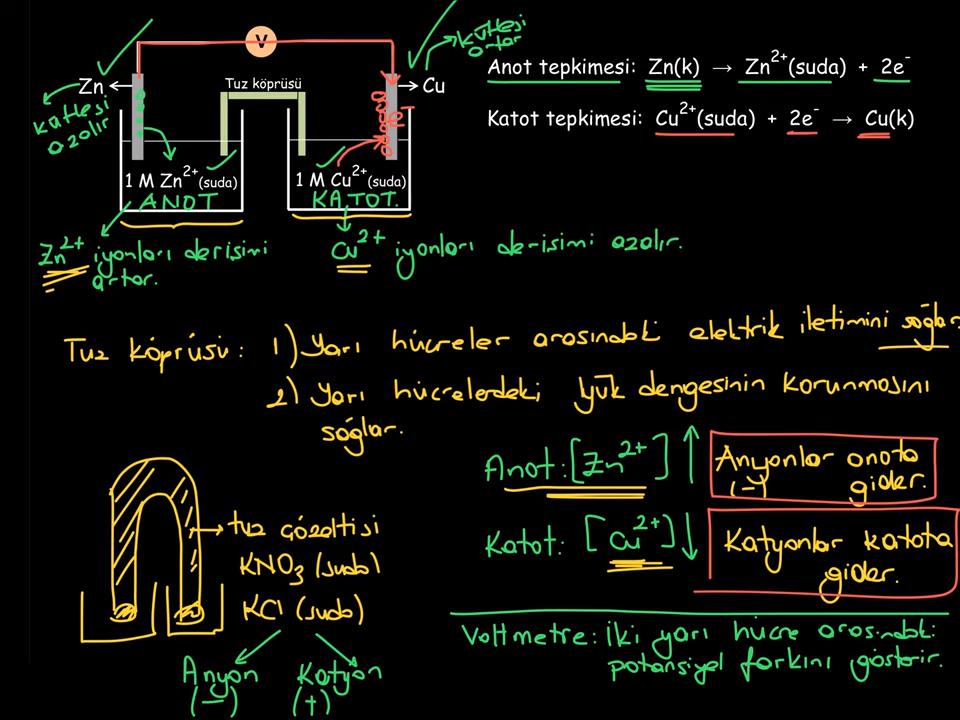 V
kütlesi
artar
Zn
Cu
kütlesi
azalır
Tuz köprüsü
1 M Zn²⁺(suda)
1 M Cu²⁺(suda)
ANOT
KATOT.
Zn²⁺ iyonları derişimi
artar.
Cu²⁺ iyonları derişimi azalır.
Anot tepkimesi: Zn(k) → Zn²⁺(suda) + 2e⁻
Katot tepkimesi: Cu²⁺(suda) + 2e⁻ → Cu(k)
Tuz köprüsü: 1) Yarı hücreler arasındaki elektrik iletimini sağlar
2) Yarı hücrelerdeki yük dengesinin korunmasını
sağlar.
Anot: [Zn²⁺] ↑
Anyonlar anota
(-) gider.
Katot: [Cu²⁺] ↓
Katyonlar katota
gider.
→ tuz çözeltisi
KNO₃ (suda)
KCl (suda)
Anyon
(-)
Katyon
(+)
Voltmetre: İki yarı hücre arasındaki
potansiyel farkını gösterir.